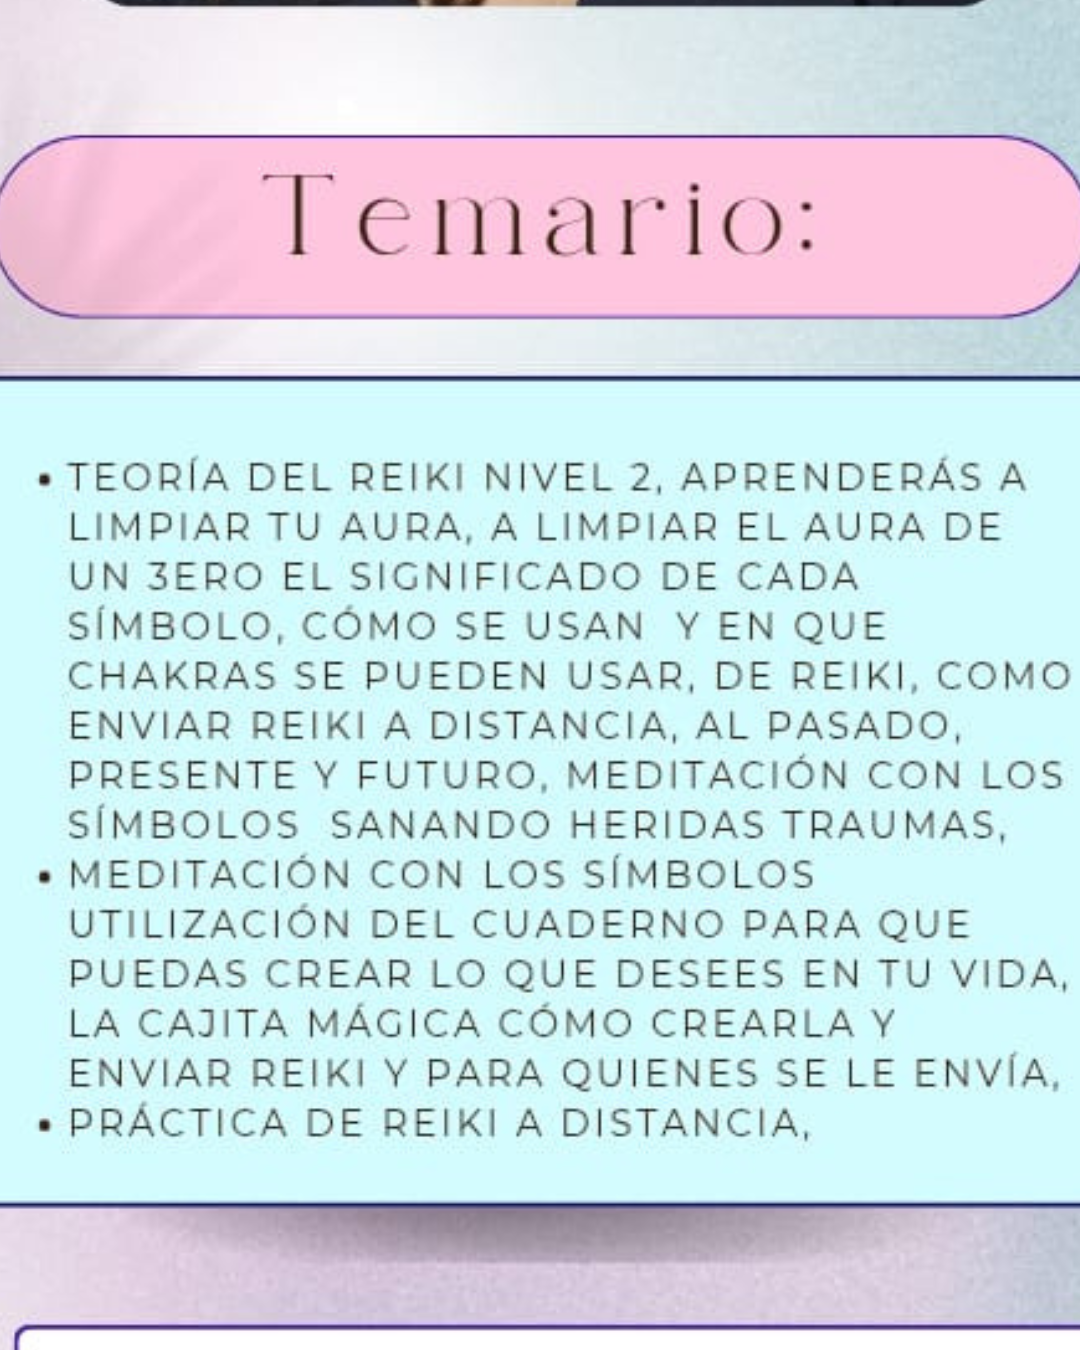 Temario:
• TEORÍA DEL REIKI NIVEL 2, APRENDERÁS A
LIMPIAR TU AURA, A LIMPIAR EL AURA DE
UN 3ERO EL SIGNIFICADO DE CADA
SÍMBOLO, CÓMO SE USAN  Y EN QUE
CHAKRAS SE PUEDEN USAR, DE REIKI, COMO
ENVIAR REIKI A DISTANCIA, AL PASADO,
PRESENTE Y FUTURO, MEDITACIÓN CON LOS
SÍMBOLOS  SANANDO HERIDAS TRAUMAS,
• MEDITACIÓN CON LOS SÍMBOLOS
UTILIZACIÓN DEL CUADERNO PARA QUE
PUEDAS CREAR LO QUE DESEES EN TU VIDA,
LA CAJITA MÁGICA CÓMO CREARLA Y
ENVIAR REIKI Y PARA QUIENES SE LE ENVÍA,
• PRÁCTICA DE REIKI A DISTANCIA,